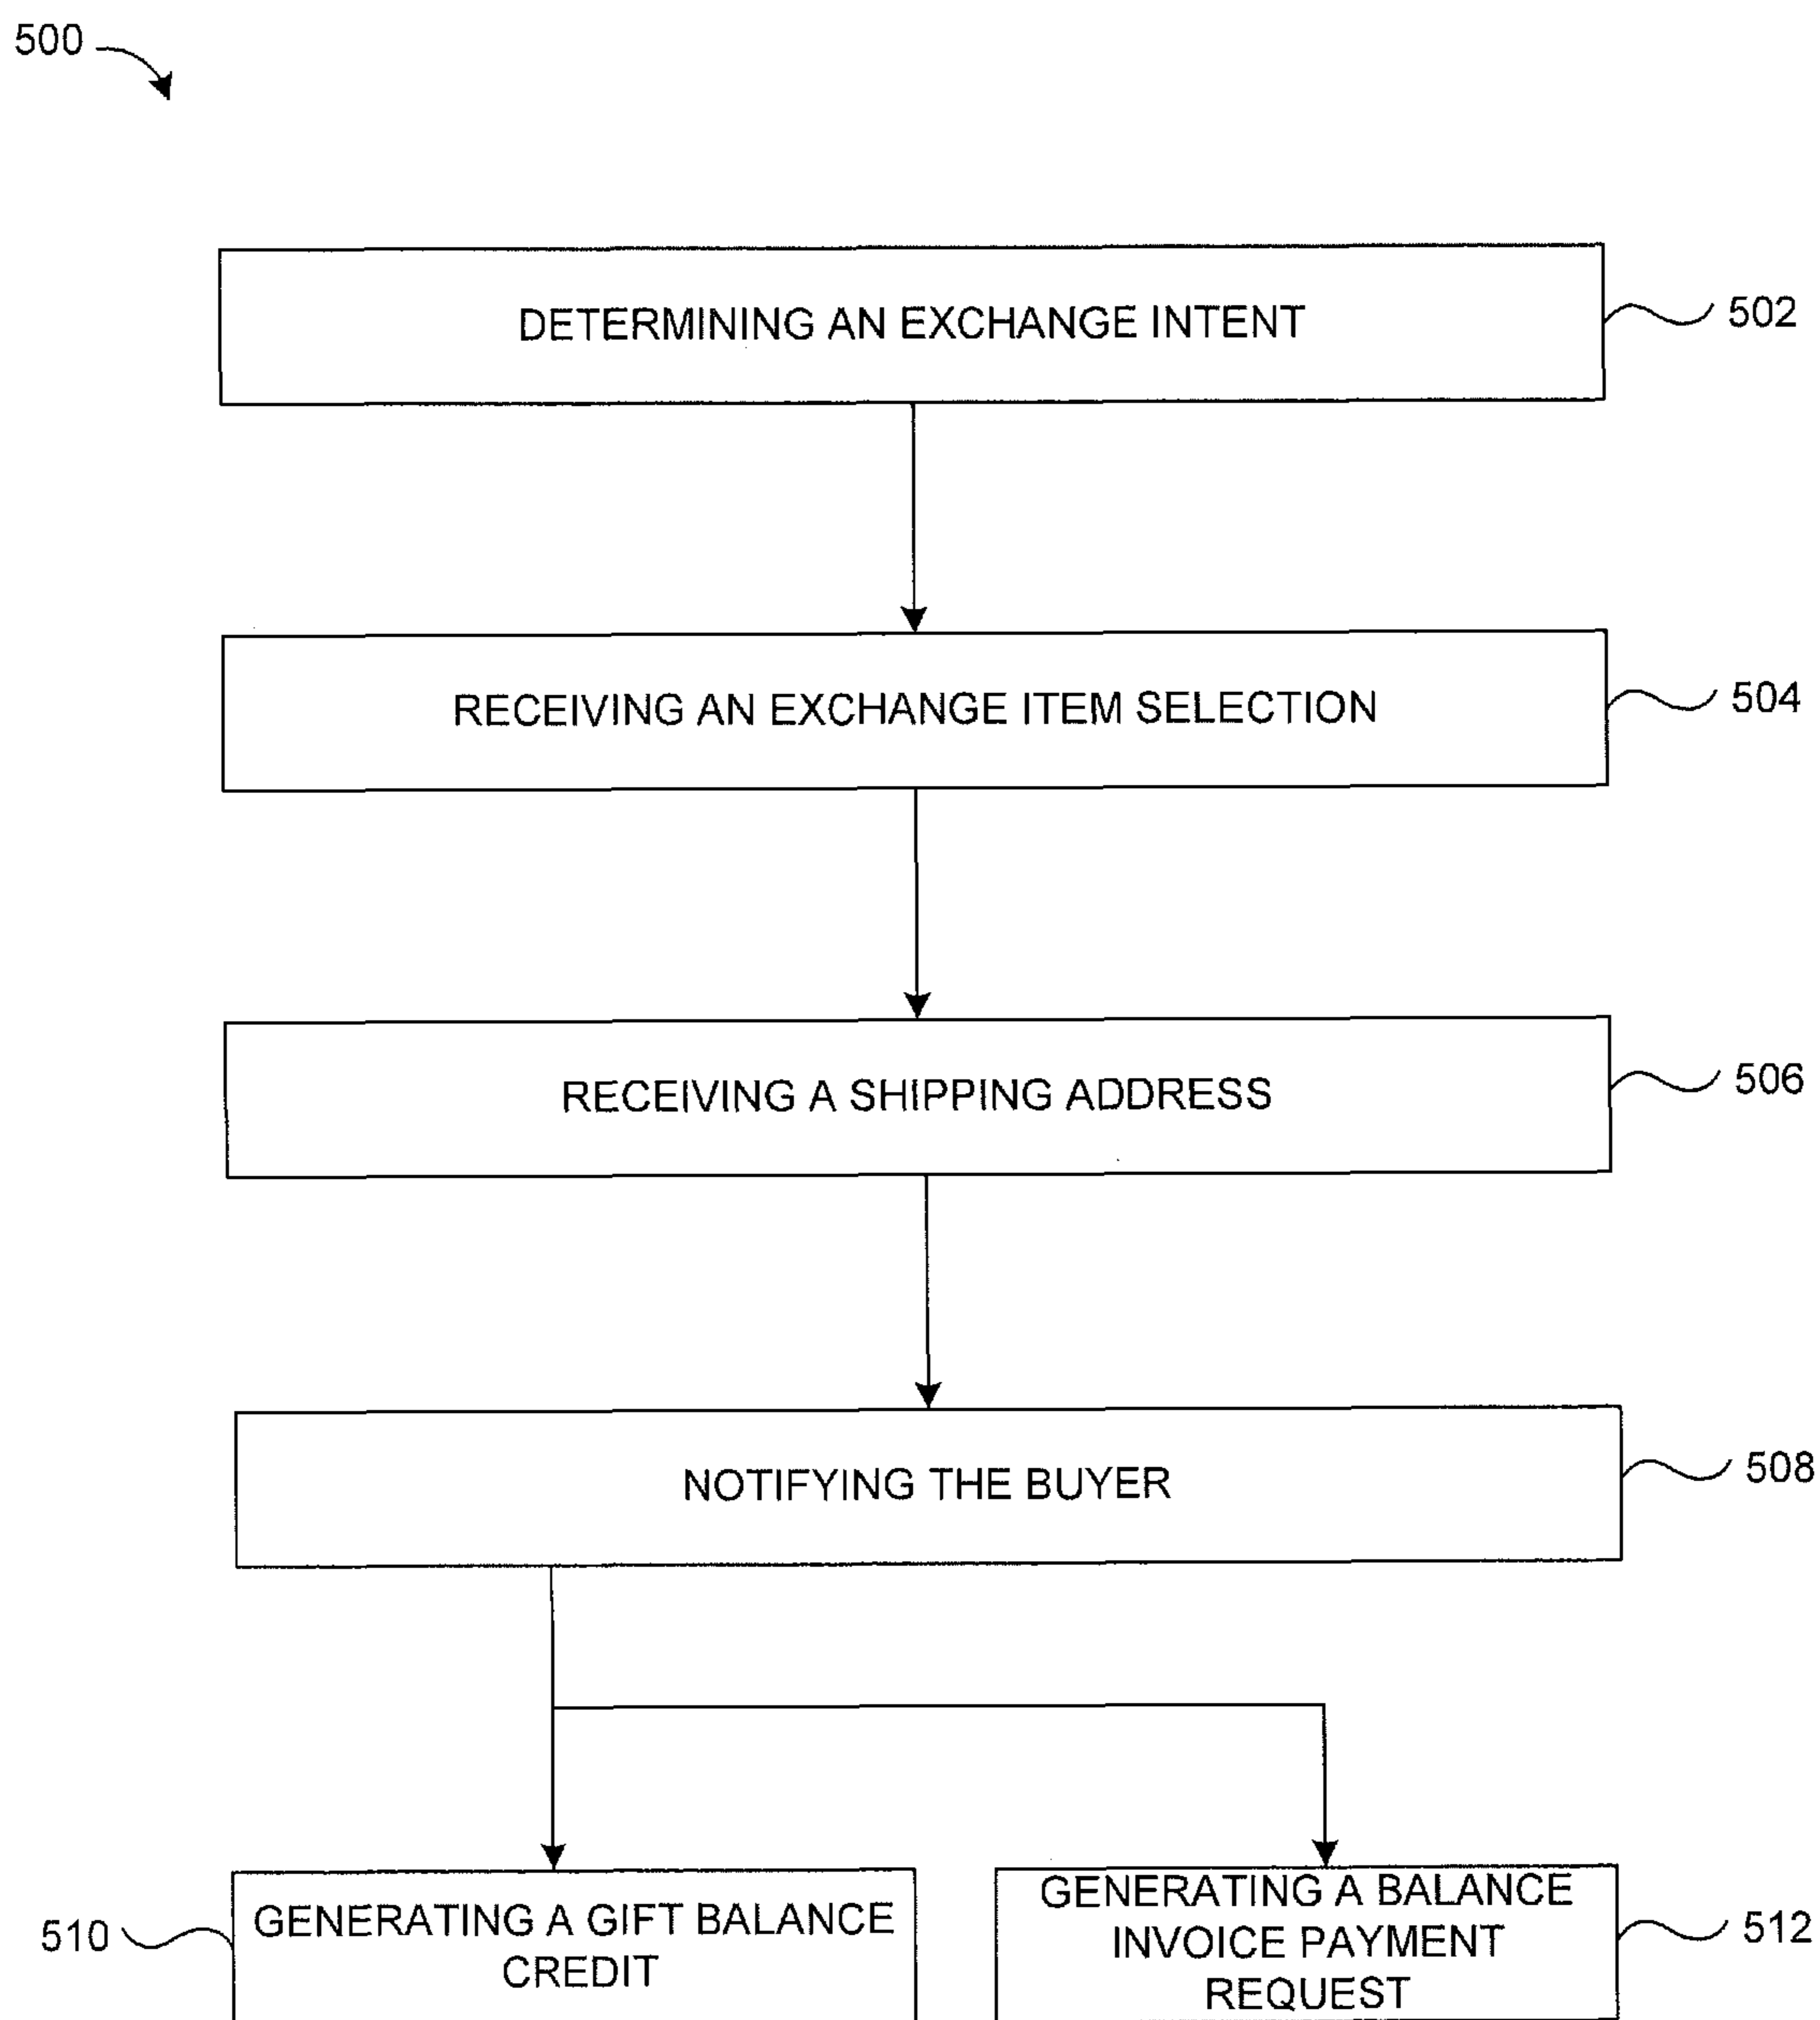 500
DETERMINING AN EXCHANGE INTENT
502
RECEIVING AN EXCHANGE ITEM SELECTION
504
RECEIVING A SHIPPING ADDRESS
506
NOTIFYING THE BUYER
508
510
GENERATING A GIFT BALANCE
CREDIT
GENERATING A BALANCE
INVOICE PAYMENT
REQUEST
512